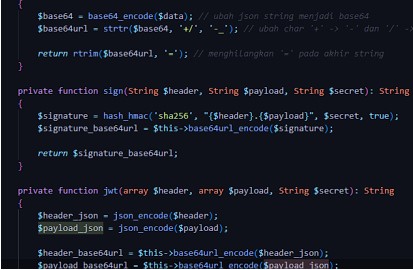 {
$base64 = base64_encode($data); // ubah json string menjadi base64
$base64url = strtr($base64, '+/', '-_'); // ubah char '+' -> '-' dan '/' ->
return rtrim($base64url, '='); // menghilangkan '=' pada akhir string
}
private function sign(String $header, String $payload, String $secret): String
{
$signature = hash_hmac('sha256', "{$header}.{$payload}", $secret, true);
$signature_base64url = $this->base64url_encode($signature);
return $signature_base64url;
}
private function jwt(array $header, array $payload, String $secret): String
{
$header_json = json_encode($header);
$payload_json = json_encode($payload);
$header_base64url = $this->base64url_encode($header_json);
$payload_base64url = $this->base64url_encode($payload_json);